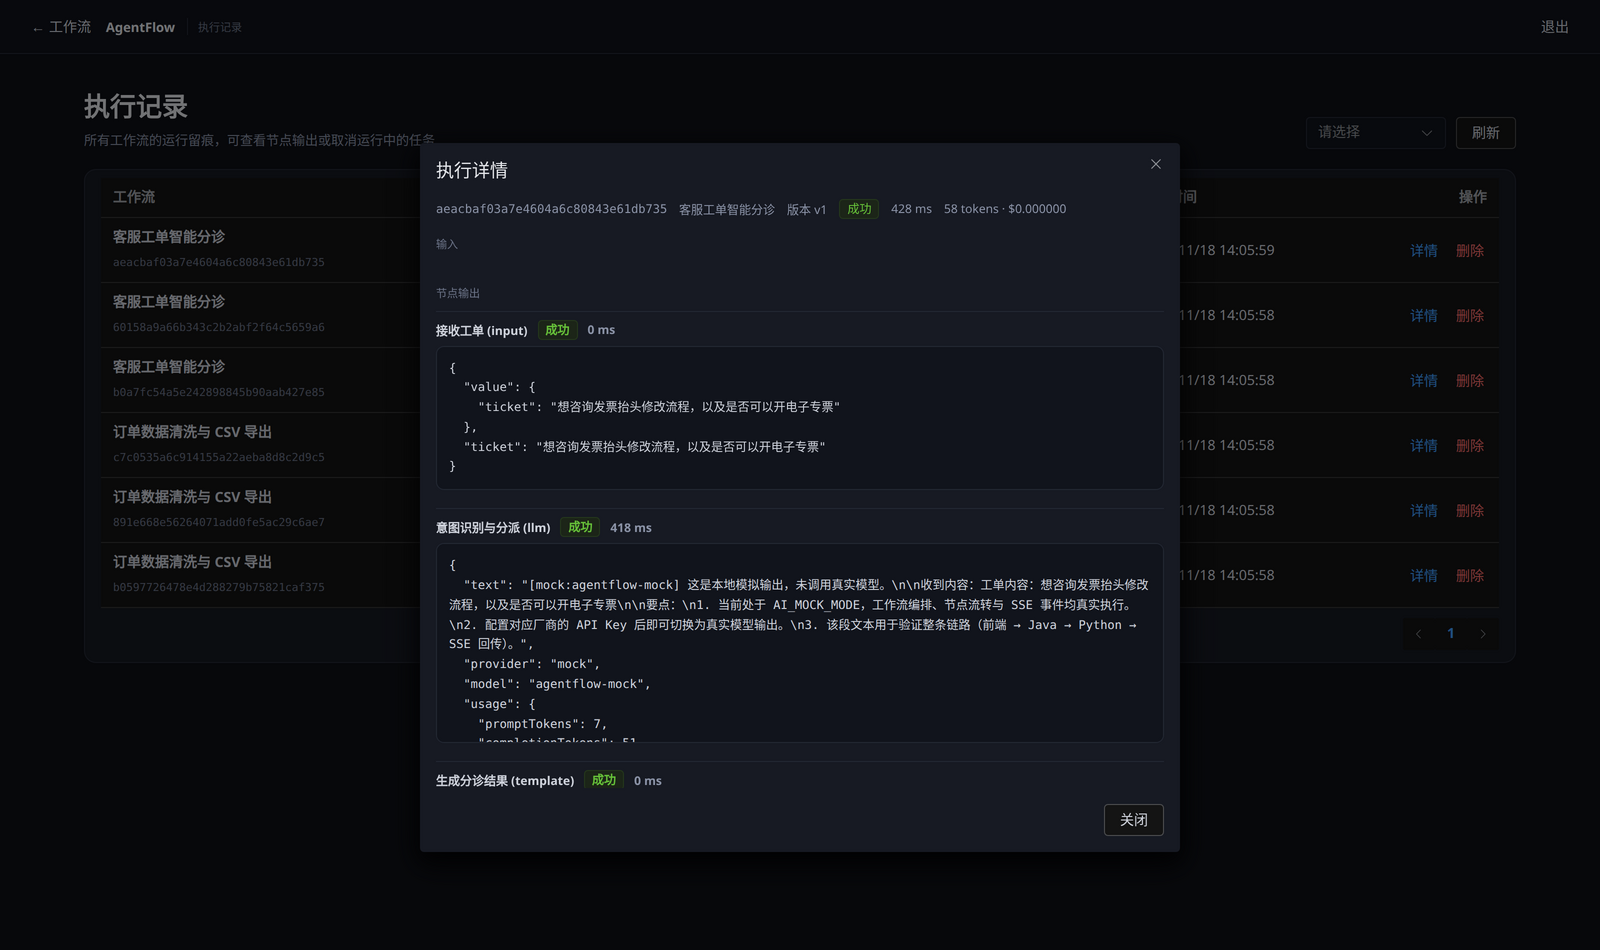 ← 工作流 AgentFlow 执行记录 退出
执行记录
所有工作流的运行留痕，可查看节点输出或取消运行中的任务
请选择 刷新
工作流 时间 操作
客服工单智能分诊
aeacbaf03a7e4604a6c80843e61db735
11/18 14:05:59 详情 删除
客服工单智能分诊
60158a9a66b343c2b2abf2f64c5659a6
11/18 14:05:58 详情 删除
客服工单智能分诊
b0a7fc54a5e242898845b90aab427e85
11/18 14:05:58 详情 删除
订单数据清洗与 CSV 导出
c7c0535a6c914155a22aeba8d8c2d9c5
11/18 14:05:58 详情 删除
订单数据清洗与 CSV 导出
891e668e56264071add0fe5ac29c6ae7
11/18 14:05:58 详情 删除
订单数据清洗与 CSV 导出
b0597726478e4d288279b75821caf375
11/18 14:05:58 详情 删除
1
执行详情
aeacbaf03a7e4604a6c80843e61db735 客服工单智能分诊 版本 v1 成功 428 ms 58 tokens · $0.000000
输入
节点输出
接收工单 (input) 成功 0 ms
{
"value": {
"ticket": "想咨询发票抬头修改流程，以及是否可以开电子专票"
},
"ticket": "想咨询发票抬头修改流程，以及是否可以开电子专票"
}
意图识别与分派 (llm) 成功 418 ms
{
"text": "[mock:agentflow-mock] 这是本地模拟输出，未调用真实模型。\n\n收到内容：工单内容：想咨询发票抬头修改
流程，以及是否可以开电子专票\n\n要点：\n1. 当前处于 AI_MOCK_MODE，工作流编排、节点流转与 SSE 事件均真实执行。
\n2. 配置对应厂商的 API Key 后即可切换为真实模型输出。\n3. 该段文本用于验证整条链路（前端 → Java → Python →
SSE 回传）。",
"provider": "mock",
"model": "agentflow-mock",
"usage": {
"promptTokens": 7,
"completionTokens": 51
生成分诊结果 (template) 成功 0 ms
关闭